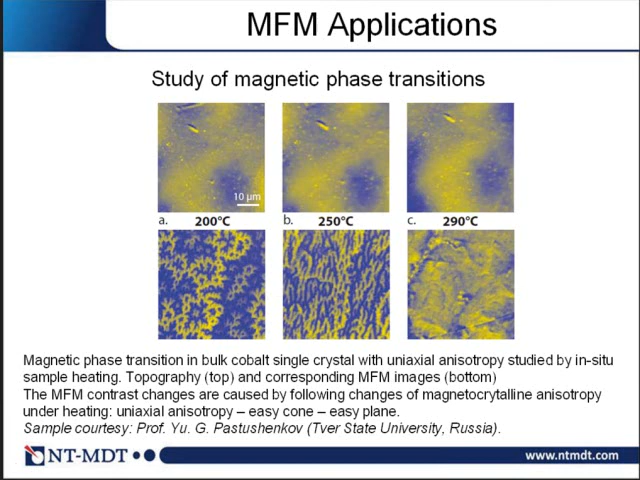 MFM Applications
Study of magnetic phase transitions
10 µm
a. 200°C b. 250°C c. 290°C
Magnetic phase transition in bulk cobalt single crystal with uniaxial anisotropy studied by in-situ
sample heating. Topography (top) and corresponding MFM images (bottom)
The MFM contrast changes are caused by following changes of magnetocrytalline anisotropy
under heating: uniaxial anisotropy – easy cone – easy plane.
Sample courtesy: Prof. Yu. G. Pastushenkov (Tver State University, Russia).
NT-MDT www.ntmdt.com